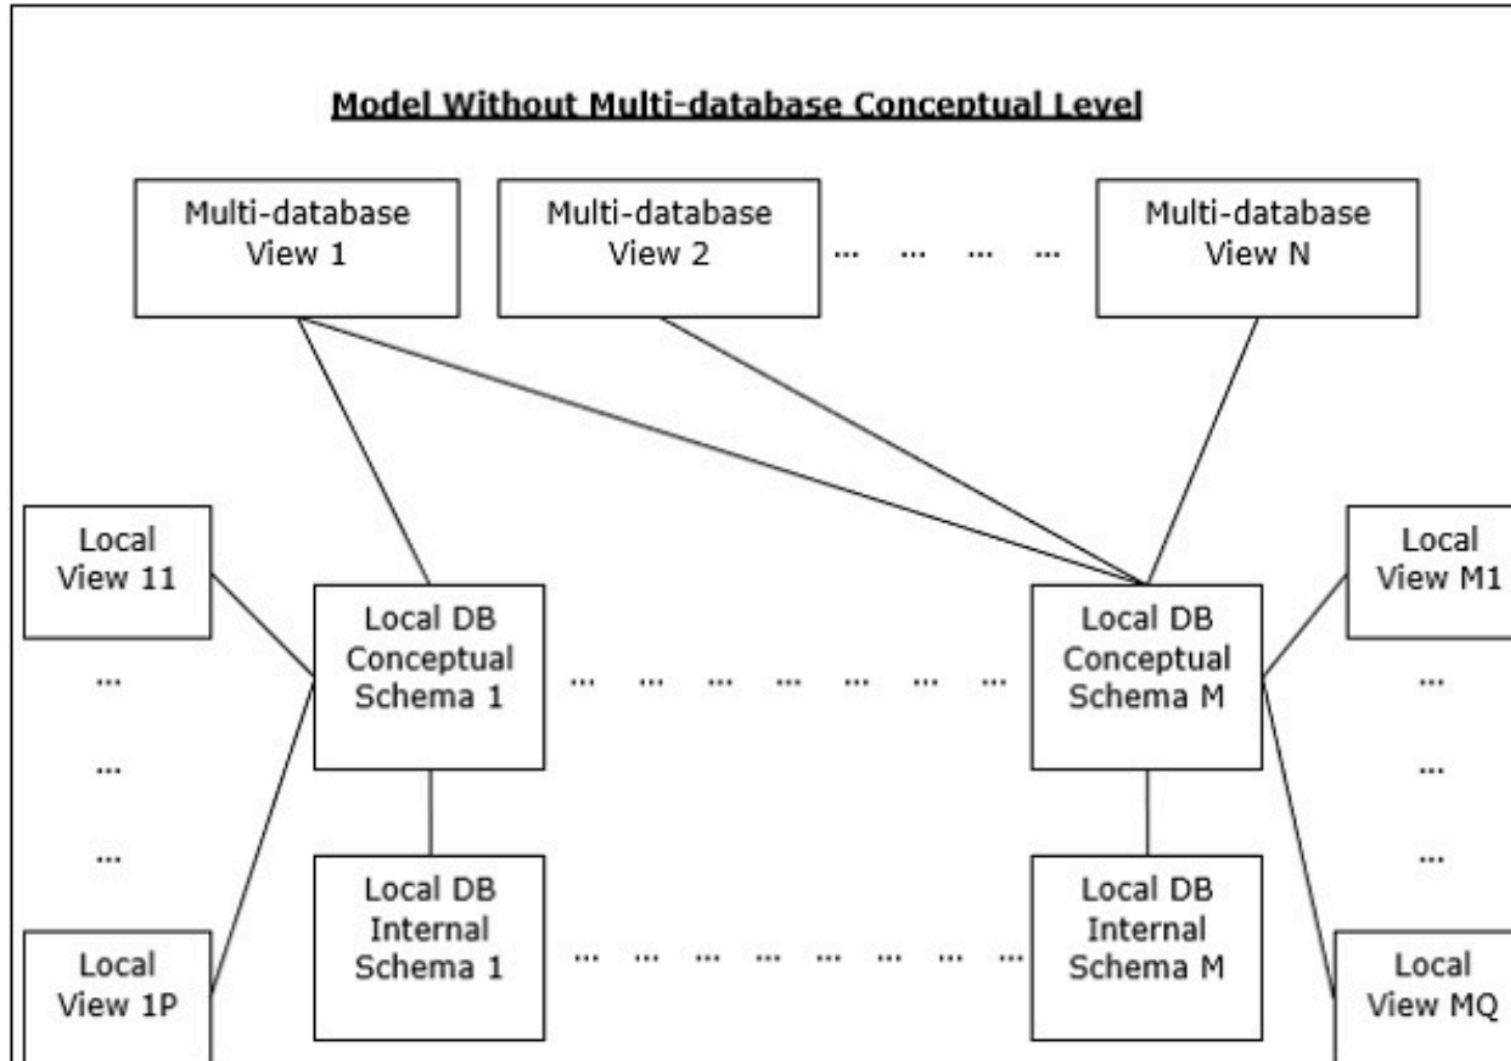 Model Without Multi-database Conceptual Level
Multi-database
View 1
Multi-database
View 2
... ... ... ...
Multi-database
View N
Local
View 11
Local
View M1
Local DB
Conceptual
Schema 1
... ... ... ... ... ... ...
Local DB
Conceptual
Schema M
...
...
...
...
...
...
Local DB
Internal
Schema 1
... ... ... ... ... ... ... ...
Local DB
Internal
Schema M
Local
View 1P
Local
View MQ